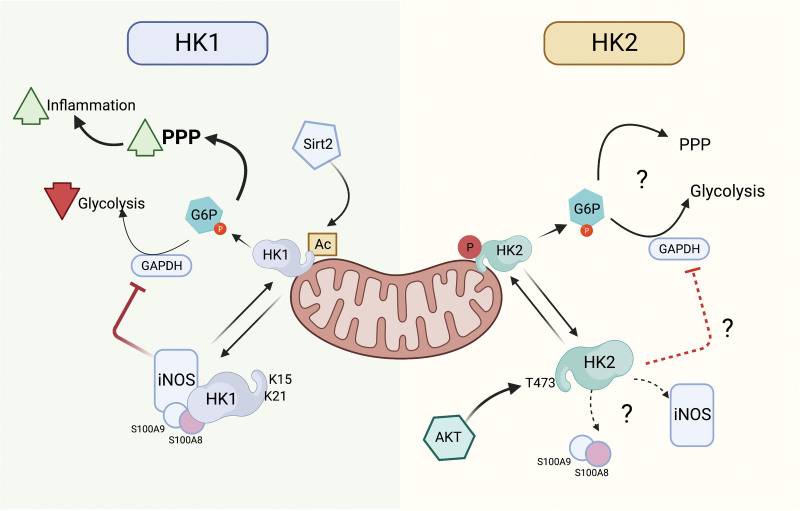 HK1
HK2
Inflammation
PPP
Sirt2
PPP
?
Glycolysis
Glycolysis
G6P
P
G6P
P
HK1
Ac
P
HK2
GAPDH
GAPDH
?
iNOS
HK1
K15
K21
S100A9
S100A8
HK2
T473
AKT
?
iNOS
S100A9
S100A8